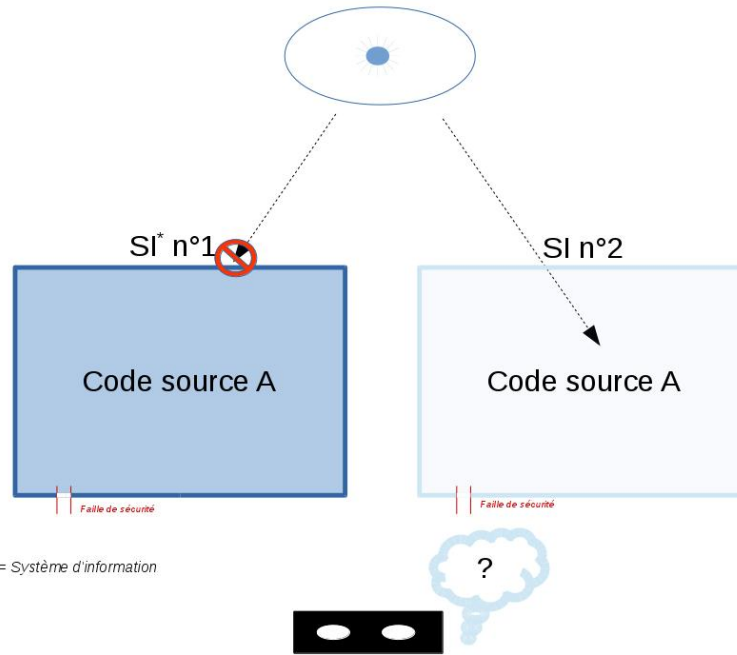 SI* n°1
SI n°2
Code source A
Code source A
Faille de sécurité
Faille de sécurité
= Système d'information
?